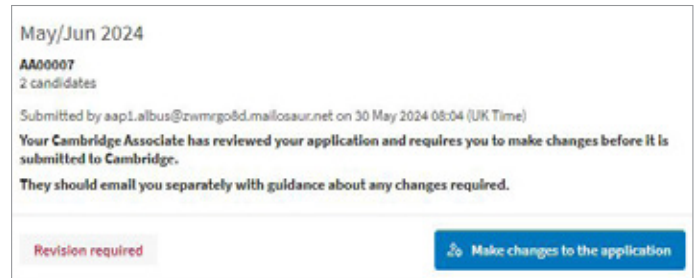 May/Jun 2024
AA00007
2 candidates
Submitted by aap1.albus@zwmrgo8d.mailosaur.net on 30 May 2024 08:04 (UK Time)
Your Cambridge Associate has reviewed your application and requires you to make changes before it is
submitted to Cambridge.
They should email you separately with guidance about any changes required.
Revision required
Make changes to the application